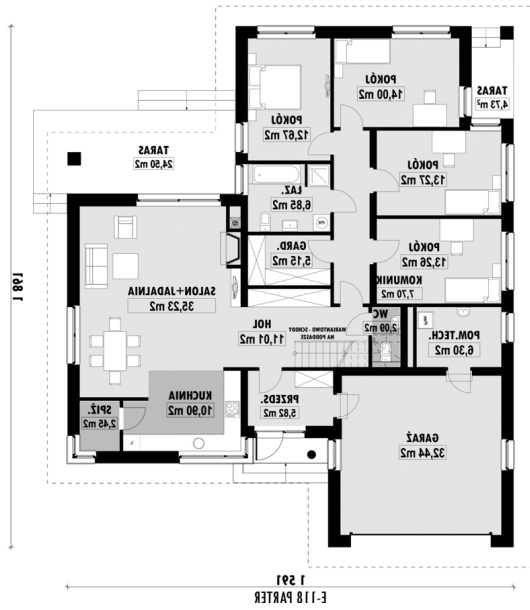 POKÓJ
14,00 m2
TARAS
4,73 m²
POKÓJ
12,67 m2
TARAS
24,50 m2
POKÓJ
13,27 m2
ŁAZ.
6,85 m2
GARD.
5,15 m2
POKÓJ
13,26 m2
KOMUNIK
7,70 m2
SALON+JADALNIA
35,23 m2
HOL
11,01 m2
WARIANTOWO - SCHODY
NA PODDASZE
WC
2,09 m2
POM.TECH.
6,30 m2
KUCHNIA
10,90 m2
SPIŻ.
2,45 m2
PRZEDS.
5,82 m2
GARAŻ
32,44 m2
1 981
1 591
E-118 PARTER